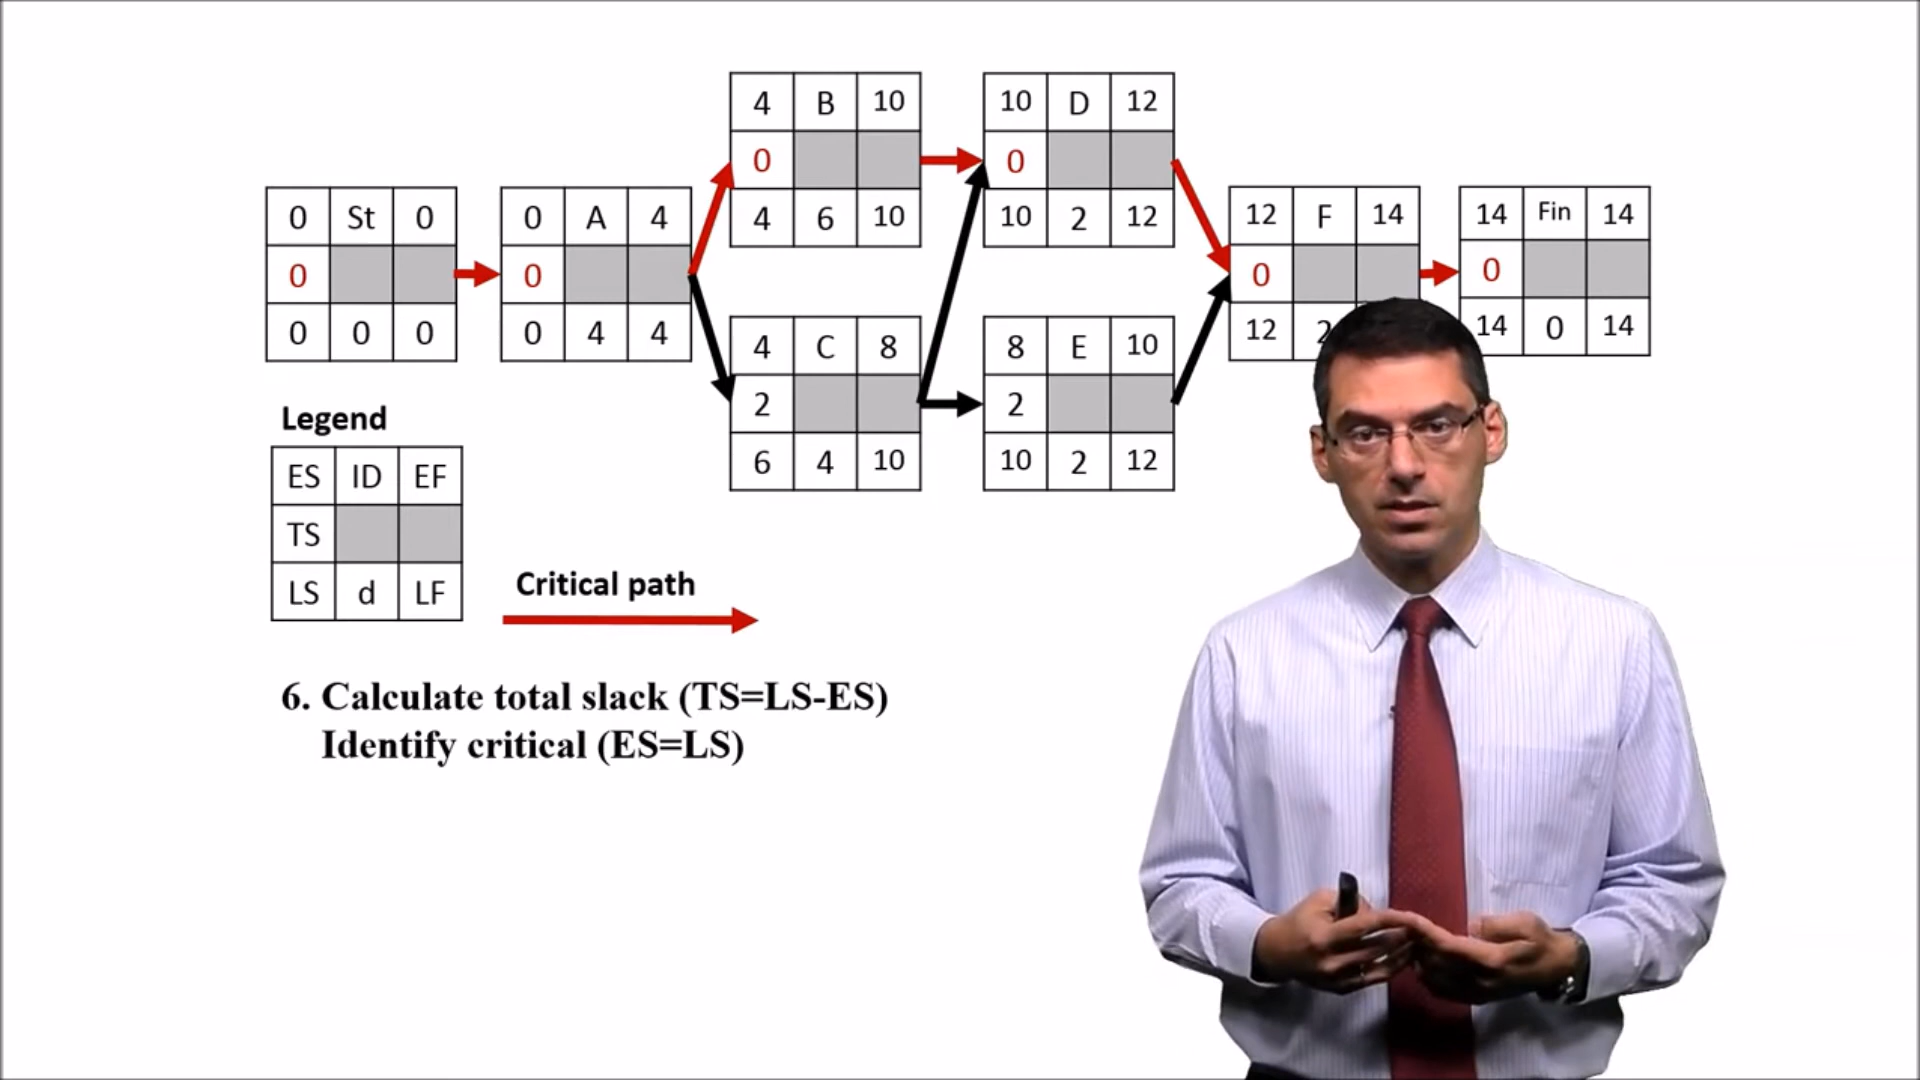 4 B 10
0
4 6 10
10 D 12
0
10 2 12
0 St 0
0
0 0 0
0 A 4
0
0 4 4
12 F 14
0
12 2
14 Fin 14
0
14 0 14
4 C 8
2
6 4 10
8 E 10
2
10 2 12
Legend
ES ID EF
TS
LS d LF
Critical path
6. Calculate total slack (TS=LS-ES)
Identify critical (ES=LS)